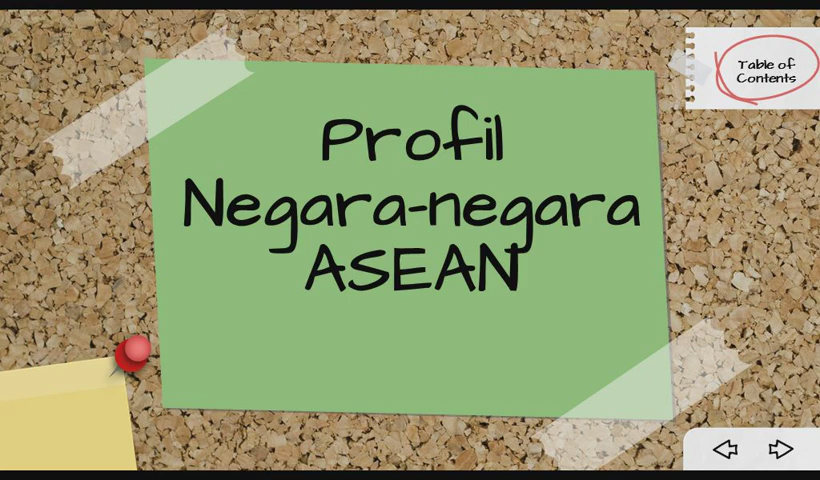 Profil
Negara-negara
ASEAN
Table of
Contents